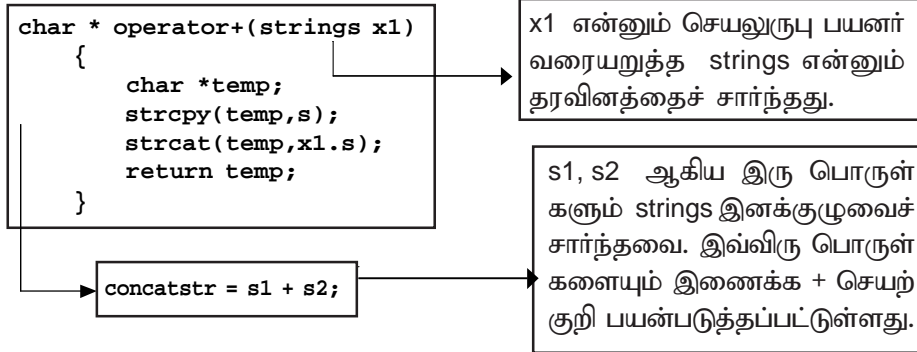 char * operator+(strings x1)
{
char *temp;
strcpy(temp,s);
strcat(temp,x1.s);
return temp;
}
x1 என்னும் செயலுருபு பயனர்
வரையறுத்த strings என்னும்
தரவினத்தைச் சார்ந்தது.
concatstr = s1 + s2;
s1, s2 ஆகிய இரு பொருள்
களும் strings இனக்குழுவைச்
சார்ந்தவை. இவ்விரு பொருள்
களையும் இணைக்க + செயற்
குறி பயன்படுத்தப்பட்டுள்ளது.